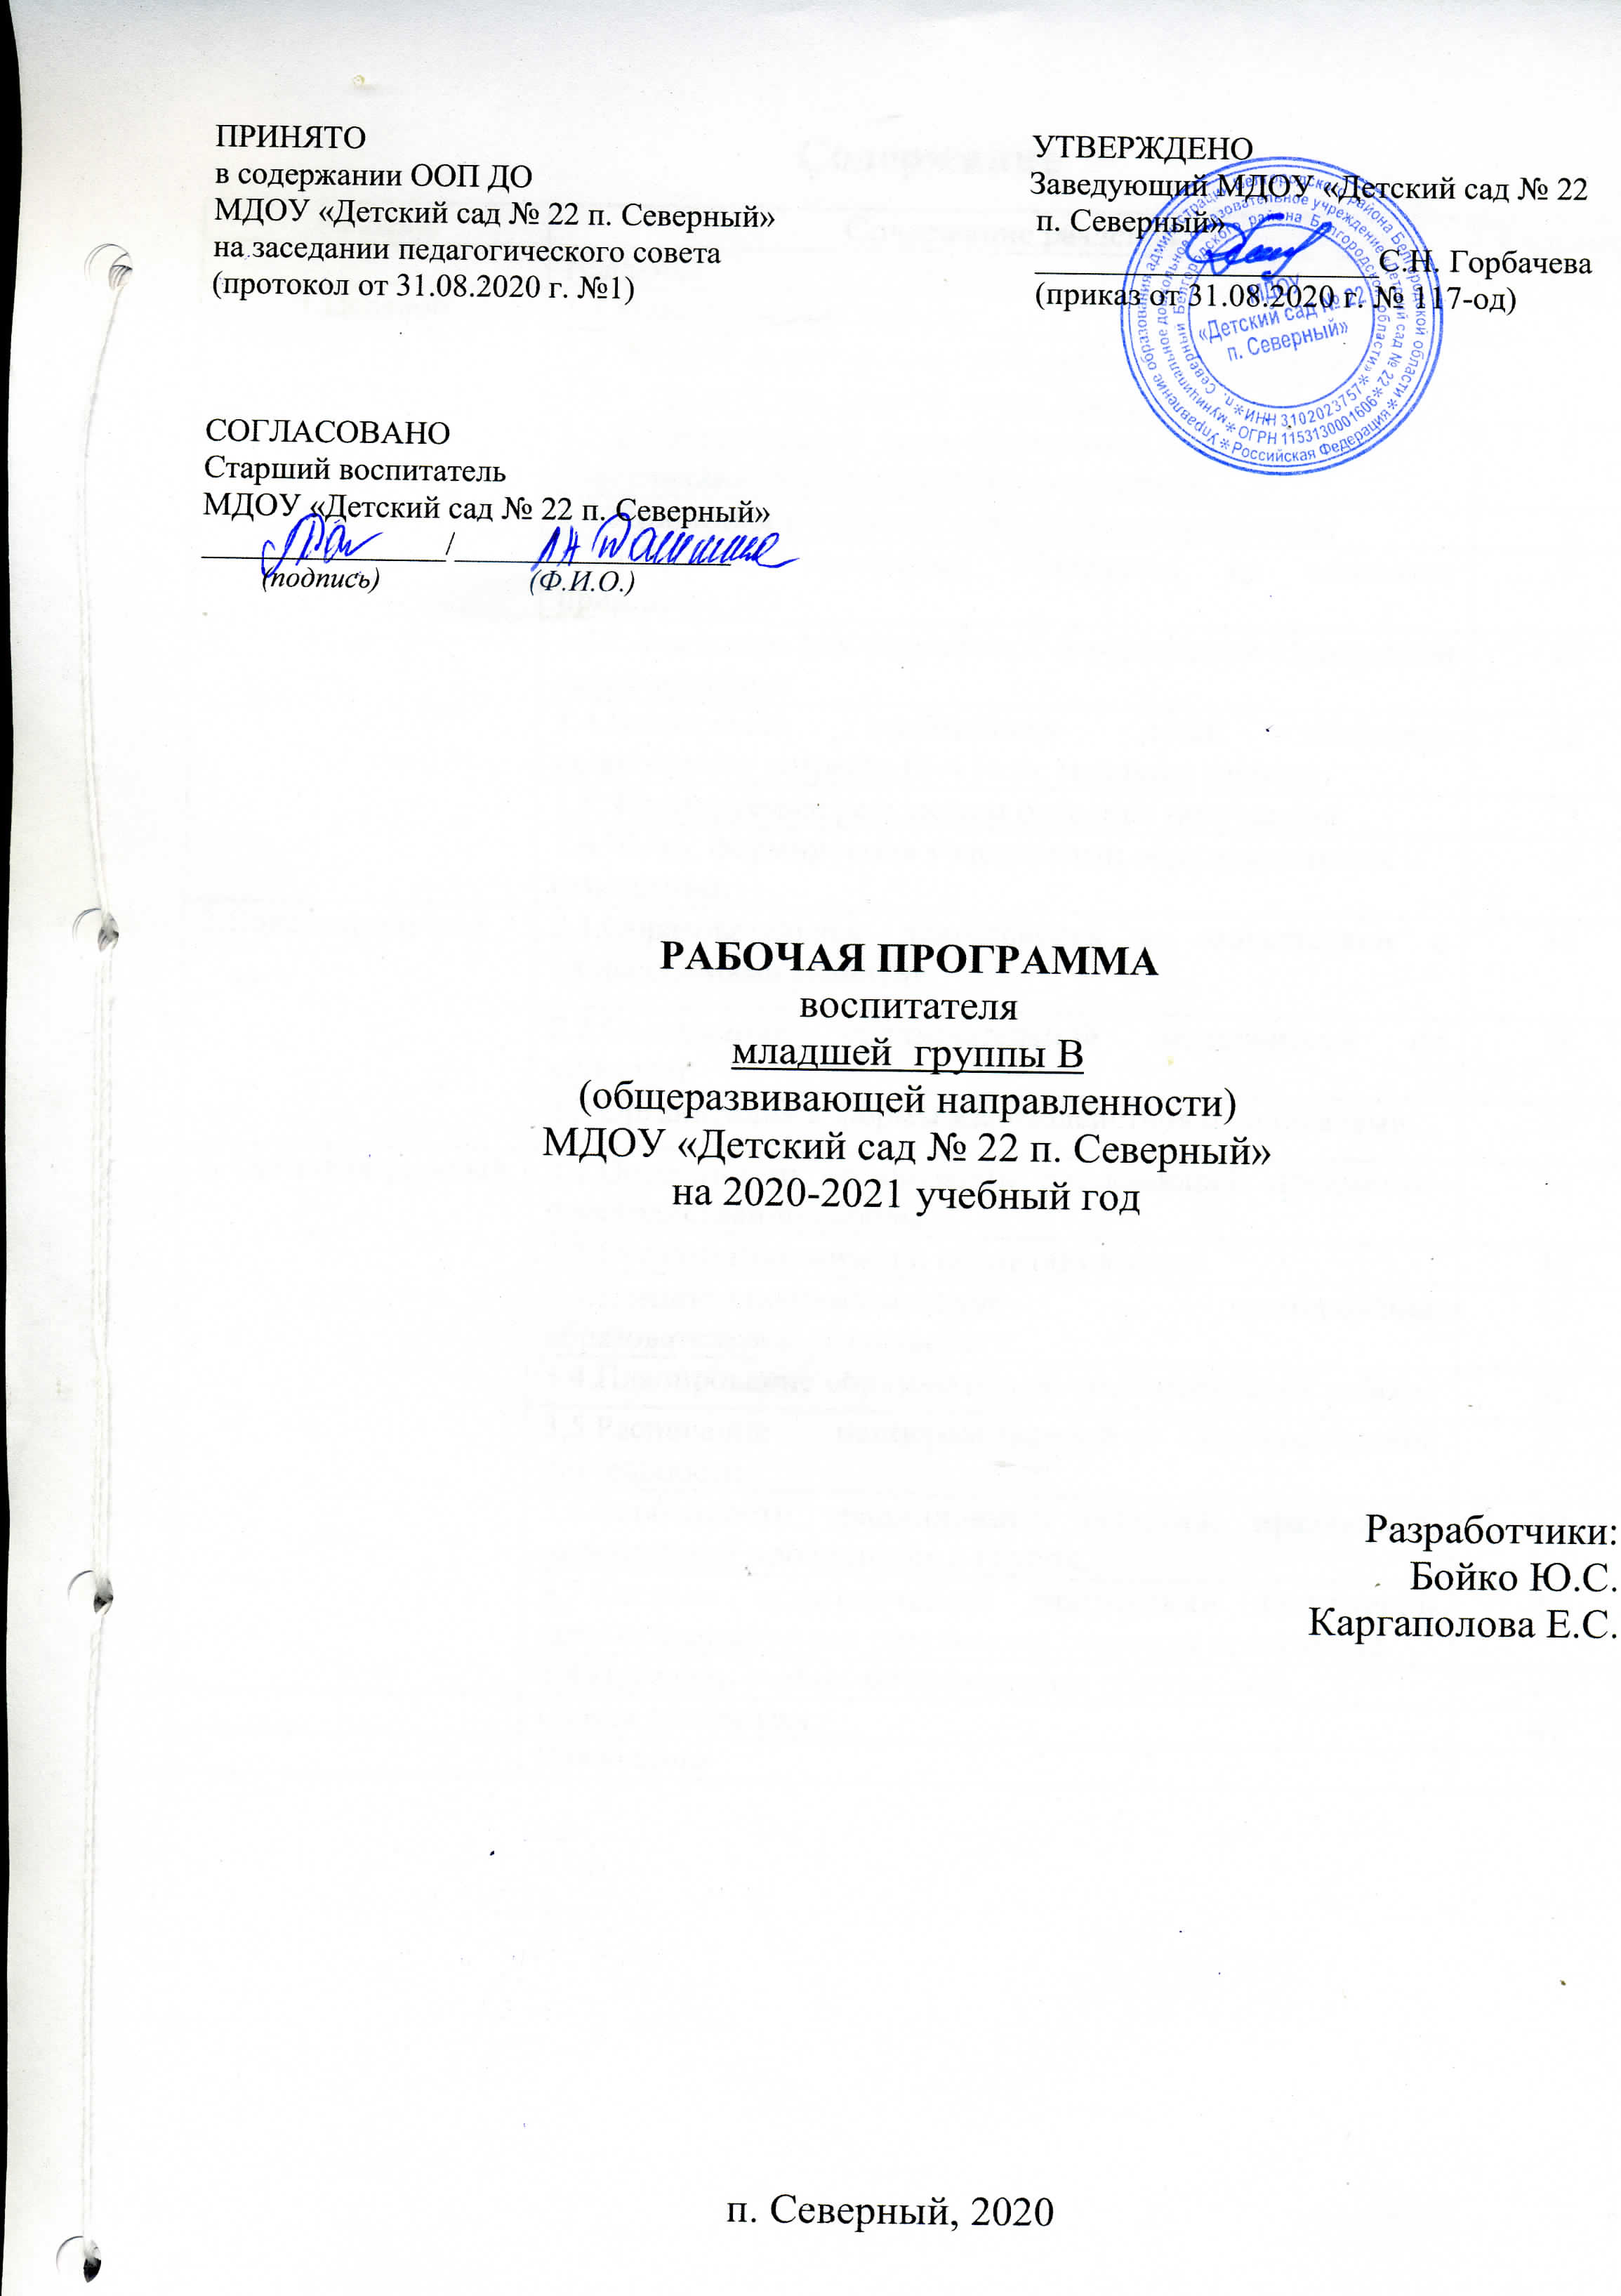 ПРИНЯТО
в содержании ООП ДО
МДОУ «Детский сад № 22 п. Северный»
на заседании педагогического совета
(протокол от 31.08.2020 г. №1)
УТВЕРЖДЕНО
Заведующий МДОУ «Детский сад № 22
п. Северный»
С.Н. Горбачева
(приказ от 31.08.2020 г. № 117-од)
МДОУ
«Детский сад № 22
п. Северный»
ИНН 3102023757
ОГРН 1153130001606
Российская Федерация
СОГЛАСОВАНО
Старший воспитатель
МДОУ «Детский сад № 22 п. Северный»
/
(подпись) (Ф.И.О.)
РАБОЧАЯ ПРОГРАММА
воспитателя
младшей группы В
(общеразвивающей направленности)
МДОУ «Детский сад № 22 п. Северный»
на 2020-2021 учебный год
Разработчики:
Бойко Ю.С.
Каргаполова Е.С.
п. Северный, 2020